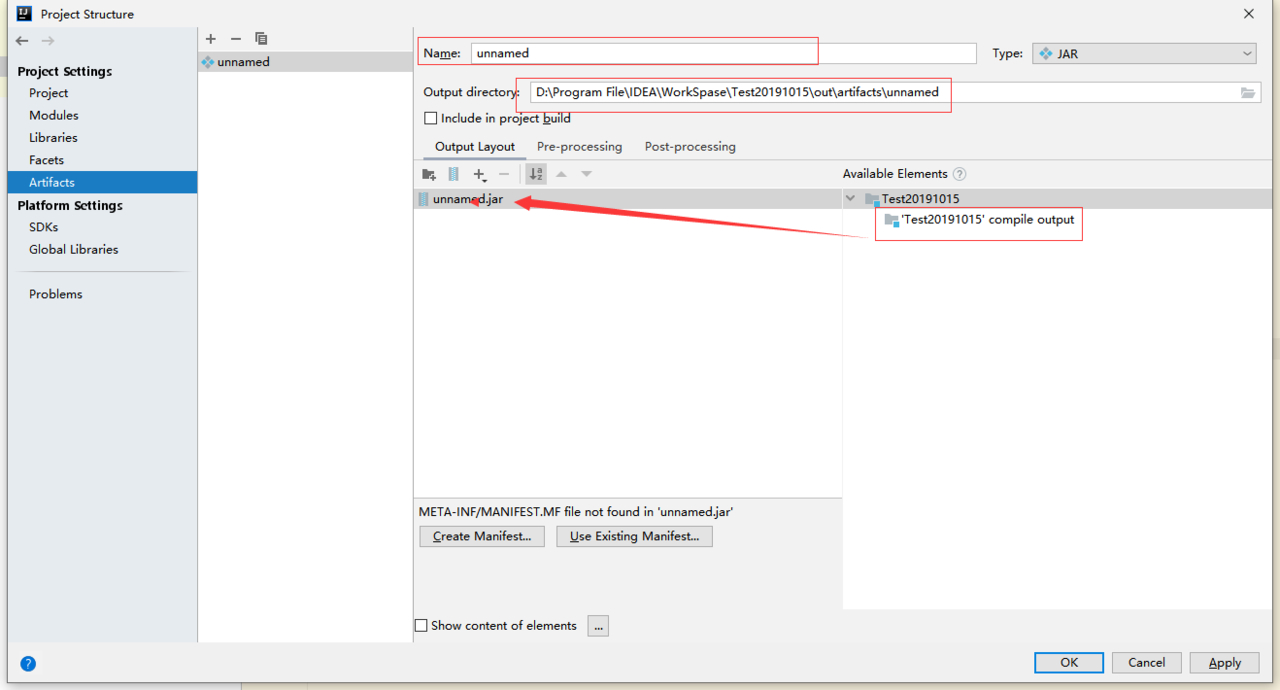 Project Structure
Project Settings
Project
Modules
Libraries
Facets
Artifacts
Platform Settings
SDKs
Global Libraries
Problems
unnamed
Name: unnamed
Type: JAR
Output directory: D:\Program File\IDEA\WorkSpase\Test20191015\out\artifacts\unnamed
Include in project build
Output Layout Pre-processing Post-processing
Available Elements
unnamed.jar
Test20191015
'Test20191015' compile output
META-INF/MANIFEST.MF file not found in 'unnamed.jar'
Create Manifest... Use Existing Manifest...
Show content of elements ...
OK Cancel Apply